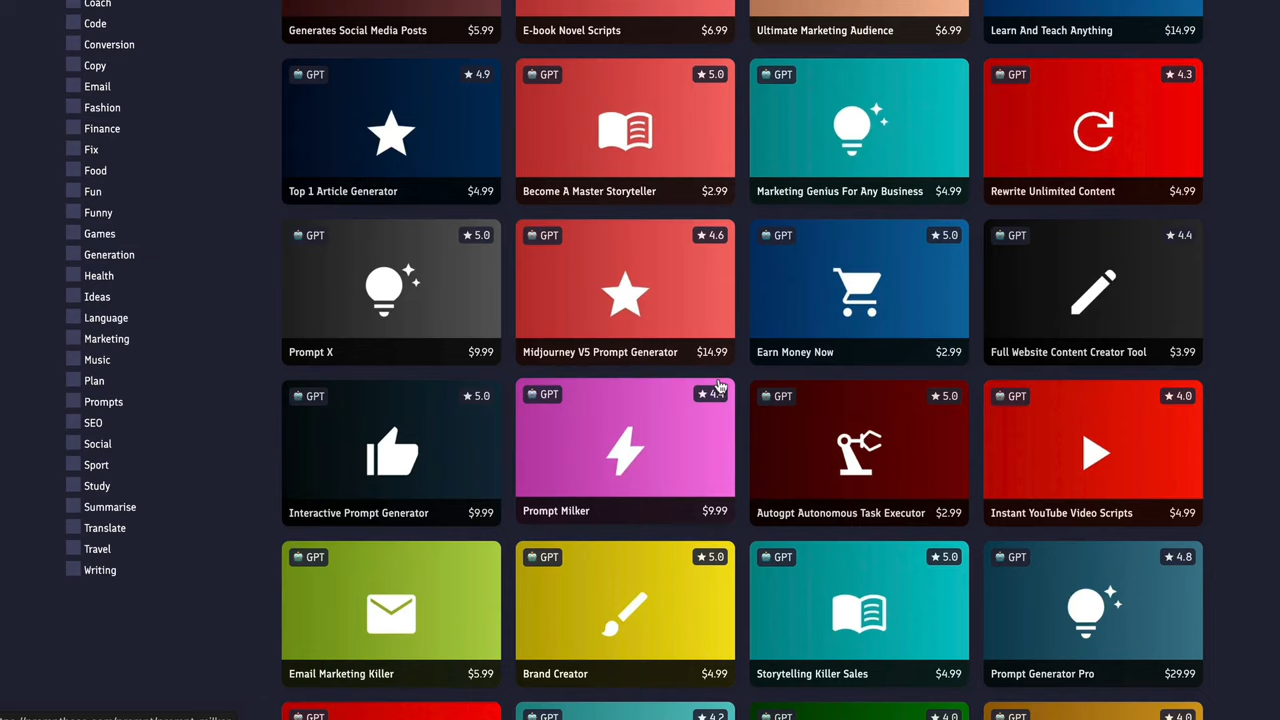 Coach
Code
Conversion
Copy
Email
Fashion
Finance
Fix
Food
Fun
Funny
Games
Generation
Health
Ideas
Language
Marketing
Music
Plan
Prompts
SEO
Social
Sport
Study
Summarise
Translate
Travel
Writing
Generates Social Media Posts $5.99
E-book Novel Scripts $6.99
Ultimate Marketing Audience $6.99
Learn And Teach Anything $14.99
GPT ★ 4.9
Top 1 Article Generator $4.99
GPT ★ 5.0
Become A Master Storyteller $2.99
GPT
Marketing Genius For Any Business $4.99
GPT ★ 4.3
Rewrite Unlimited Content $4.99
GPT ★ 5.0
Prompt X $9.99
GPT ★ 4.6
Midjourney V5 Prompt Generator $14.99
GPT ★ 5.0
Earn Money Now $2.99
GPT ★ 4.4
Full Website Content Creator Tool $3.99
GPT ★ 5.0
Interactive Prompt Generator $9.99
GPT
Prompt Milker $9.99
GPT ★ 5.0
Autogpt Autonomous Task Executor $2.99
GPT ★ 4.0
Instant YouTube Video Scripts $4.99
GPT
Email Marketing Killer $5.99
GPT ★ 5.0
Brand Creator $4.99
GPT ★ 5.0
Storytelling Killer Sales $4.99
GPT ★ 4.8
Prompt Generator Pro $29.99